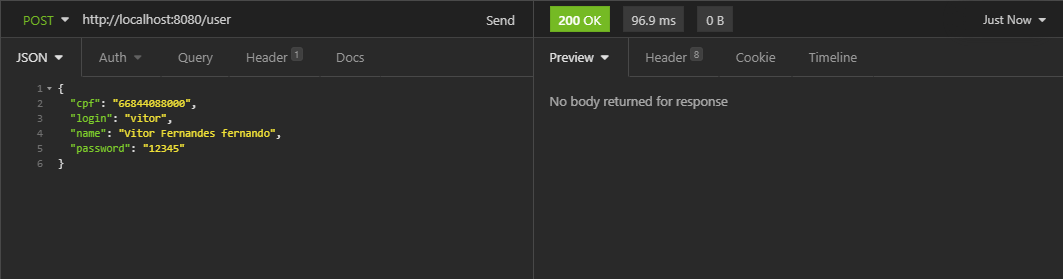 POST http://localhost:8080/user Send 200 OK 96.9 ms 0 B Just Now
JSON Auth Query Header 1 Docs Preview Header 8 Cookie Timeline
1 {
2 "cpf": "66844088000",
3 "login": "vitor",
4 "name": "Vitor Fernandes fernando",
5 "password": "12345"
6 }
No body returned for response